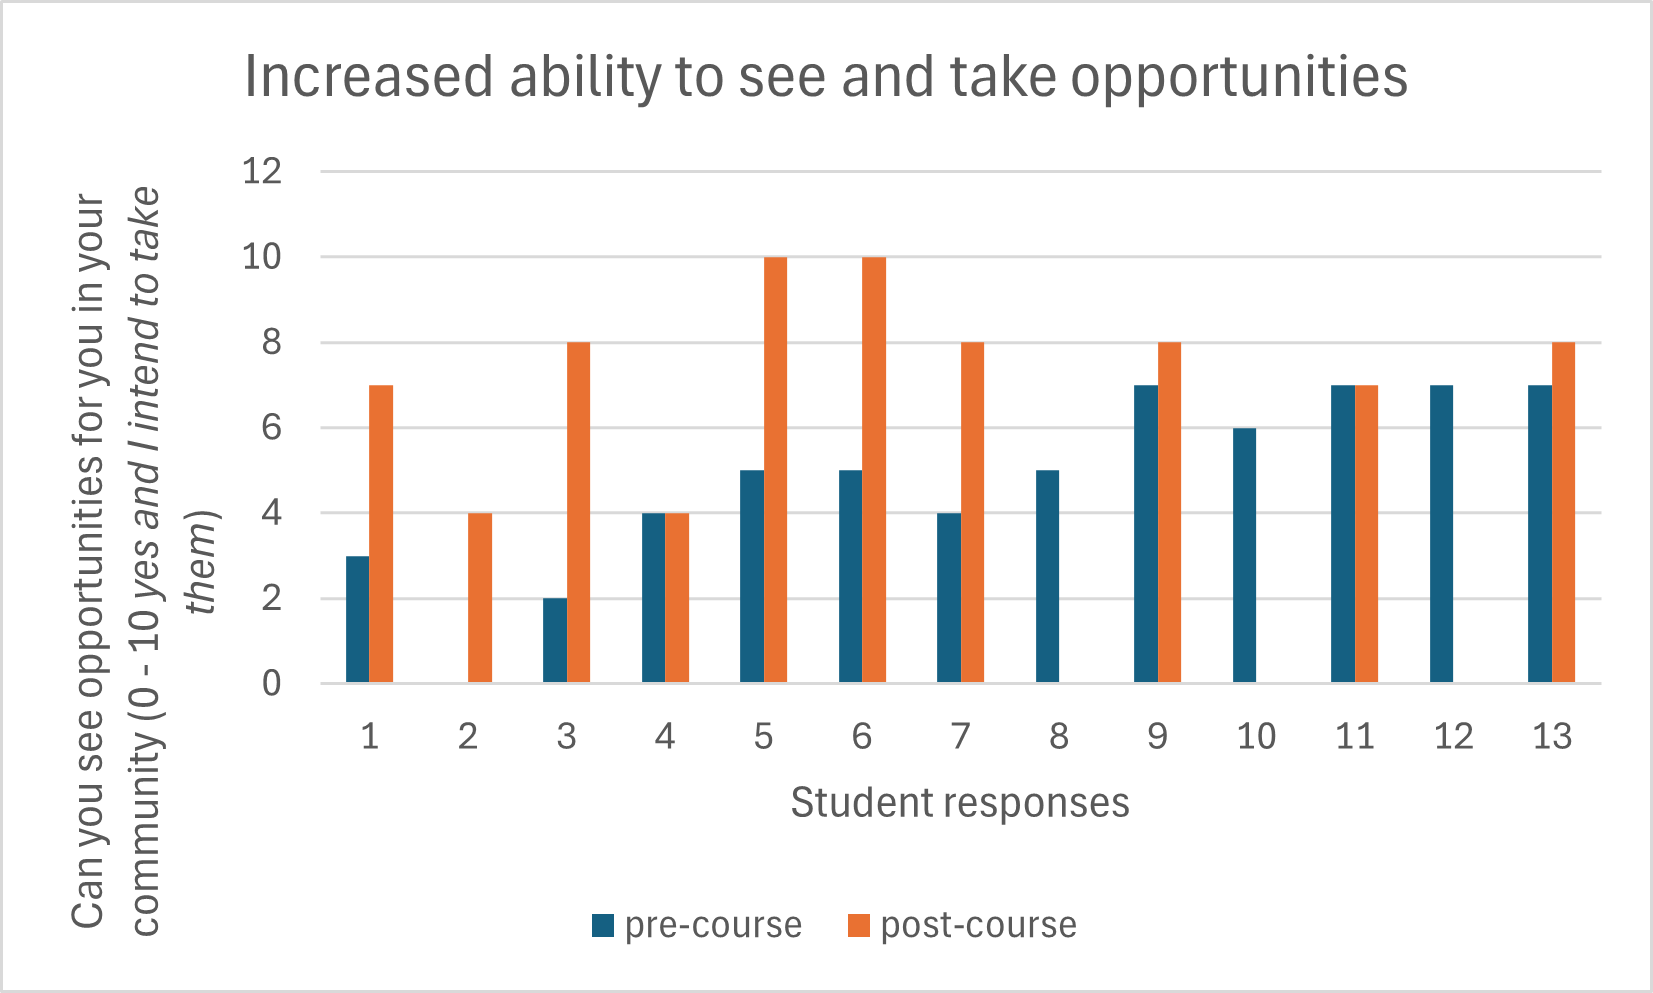 Increased ability to see and take opportunities
Can you see opportunities for you in your
community (0 - 10 yes and I intend to take
them)
12
10
8
6
4
2
0
1 2 3 4 5 6 7 8 9 10 11 12 13
Student responses
pre-course post-course